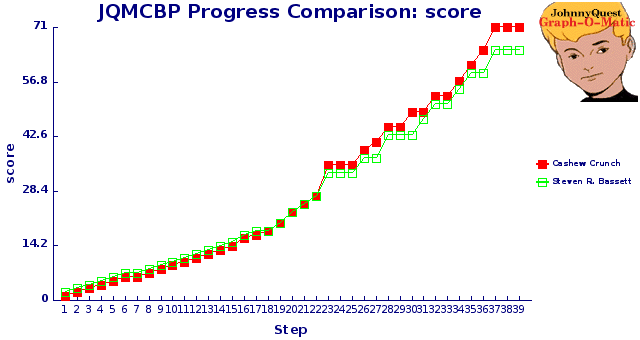 JQMCBP Progress Comparison: score
JohnnyQuest
Graph-O-Matic
71
56.8
42.6
28.4
14.2
0
score
Cashew Crunch
Steven R. Bassett
1 2 3 4 5 6 7 8 9 10 11 12 13 14 15 16 17 18 19 20 21 22 23 24 25 26 27 28 29 30 31 32 33 34 35 36 37 38 39
Step